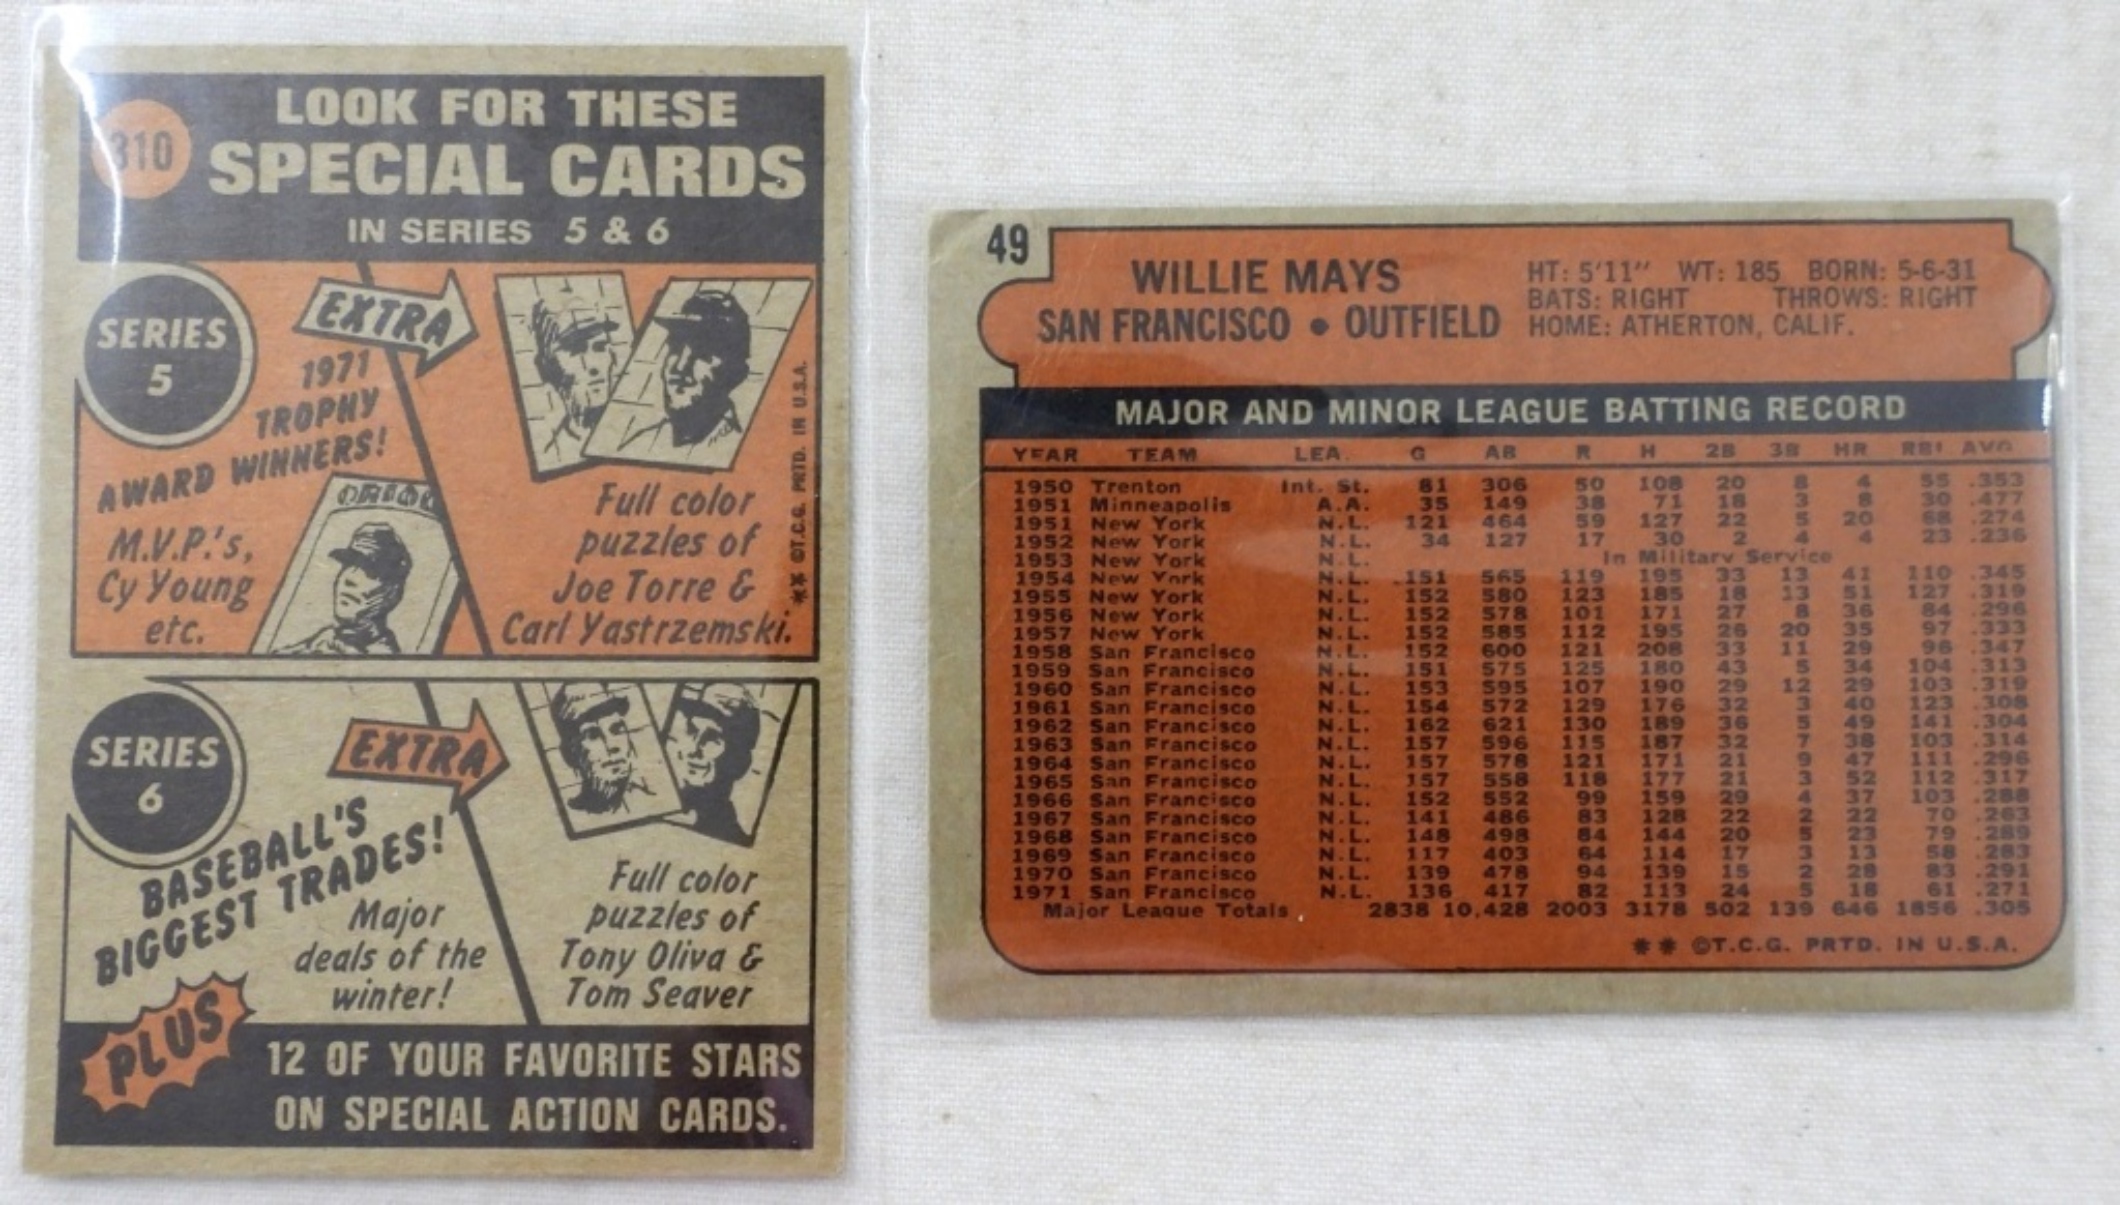 310
LOOK FOR THESE
SPECIAL CARDS
IN SERIES 5 & 6
SERIES
5
EXTRA
1971
TROPHY
AWARD WINNERS!
M.V.P.'s,
Cy Young
etc.
Full color
puzzles of
Joe Torre &
Carl Yastrzemski.
** ©T.C.G. PRTD. IN U.S.A.
SERIES
6
EXTRA
BASEBALL'S
BIGGEST TRADES!
Major
deals of the
winter!
Full color
puzzles of
Tony Oliva &
Tom Seaver
PLUS
12 OF YOUR FAVORITE STARS
ON SPECIAL ACTION CARDS.
49
WILLIE MAYS
SAN FRANCISCO • OUTFIELD
HT: 5'11" WT: 185 BORN: 5-6-31
BATS: RIGHT THROWS: RIGHT
HOME: ATHERTON, CALIF.
MAJOR AND MINOR LEAGUE BATTING RECORD
YEAR TEAM LEA. G AB R H 2B 3B HR RBI AVG.
1950 Trenton Int. St. 81 306 50 108 20 8 4 55 .353
1951 Minneapolis A.A. 35 149 38 71 18 3 8 30 .477
1951 New York N.L. 121 464 59 127 22 5 20 68 .274
1952 New York N.L. 34 127 17 30 2 4 4 23 .236
1953 New York N.L. In Military Service
1954 New York N.L. 151 565 119 195 33 13 41 110 .345
1955 New York N.L. 152 580 123 185 18 13 51 127 .319
1956 New York N.L. 152 578 101 171 27 8 36 84 .296
1957 New York N.L. 152 585 112 195 26 20 35 97 .333
1958 San Francisco N.L. 152 600 121 208 33 11 29 96 .347
1959 San Francisco N.L. 151 575 125 180 43 5 34 104 .313
1960 San Francisco N.L. 153 595 107 190 29 12 29 103 .319
1961 San Francisco N.L. 154 572 129 176 32 3 40 123 .308
1962 San Francisco N.L. 162 621 130 189 36 5 49 141 .304
1963 San Francisco N.L. 157 596 115 187 32 7 38 103 .314
1964 San Francisco N.L. 157 578 121 171 21 9 47 111 .296
1965 San Francisco N.L. 157 558 118 177 21 3 52 112 .317
1966 San Francisco N.L. 152 552 99 159 29 4 37 103 .288
1967 San Francisco N.L. 141 486 83 128 22 2 22 70 .263
1968 San Francisco N.L. 148 498 84 144 20 5 23 79 .289
1969 San Francisco N.L. 117 403 64 114 17 3 13 58 .283
1970 San Francisco N.L. 139 478 94 139 15 2 28 83 .291
1971 San Francisco N.L. 136 417 82 113 24 5 18 61 .271
Major League Totals 2838 10,428 2003 3178 502 139 646 1856 .305
** ©T.C.G. PRTD. IN U.S.A.